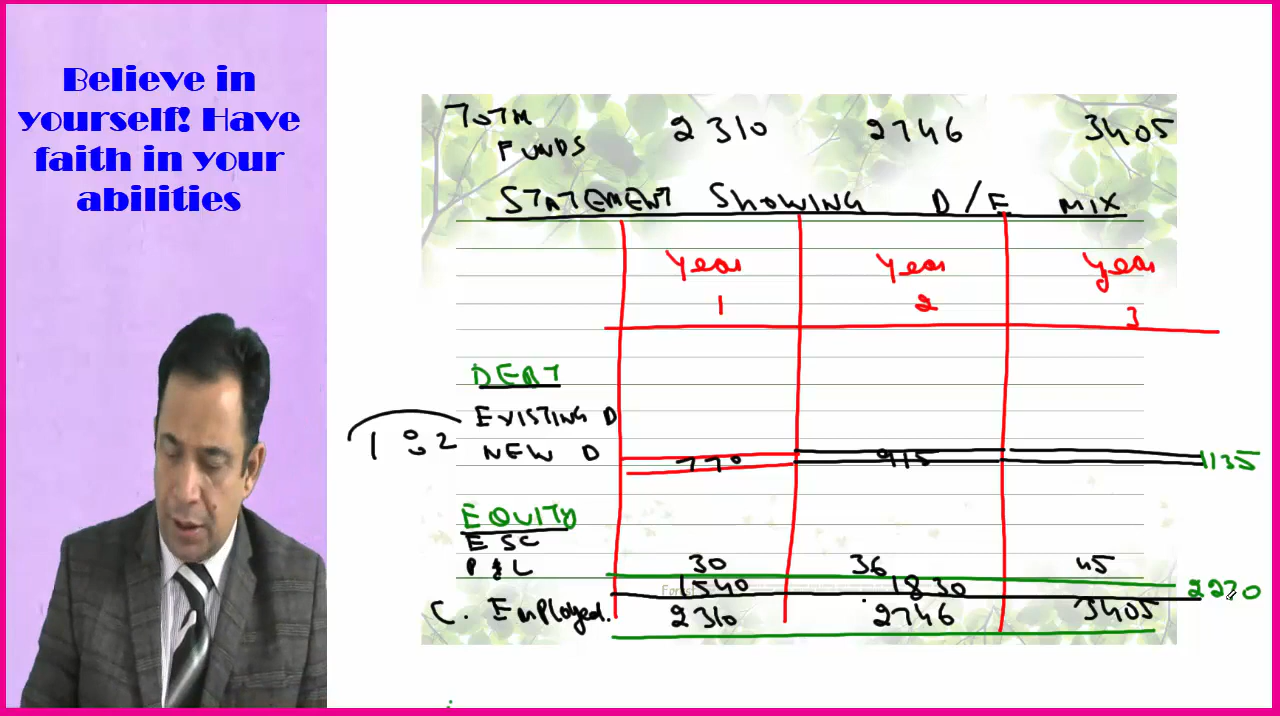 Believe in
yourself! Have
faith in your
abilities
TOTAL FUNDS 2310 2746 3405
STATEMENT SHOWING D/E MIX
Year 1 Year 2 Year 3
DEBT
EXISTING D
1 : 2 NEW D
770 915 1135
EQUITY
ESC
P & L 30 36 45
1540 1830 2270
C. Employed. 2310 2746 3405